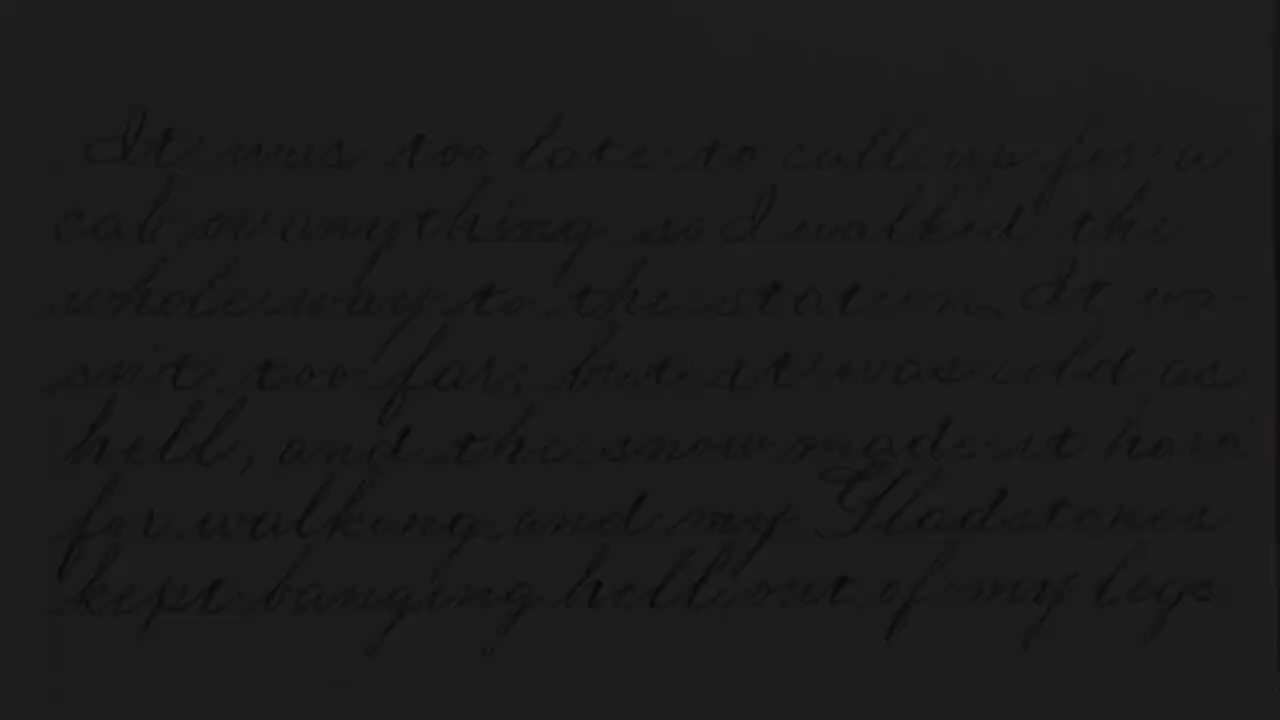 It was too late to call up for a
cab or anything so I walked the
whole way to the station. It wa-
snt too far, but it was cold as
hell, and the snow made it hard
for walking and my Gladstones
kept banging hell out of my legs